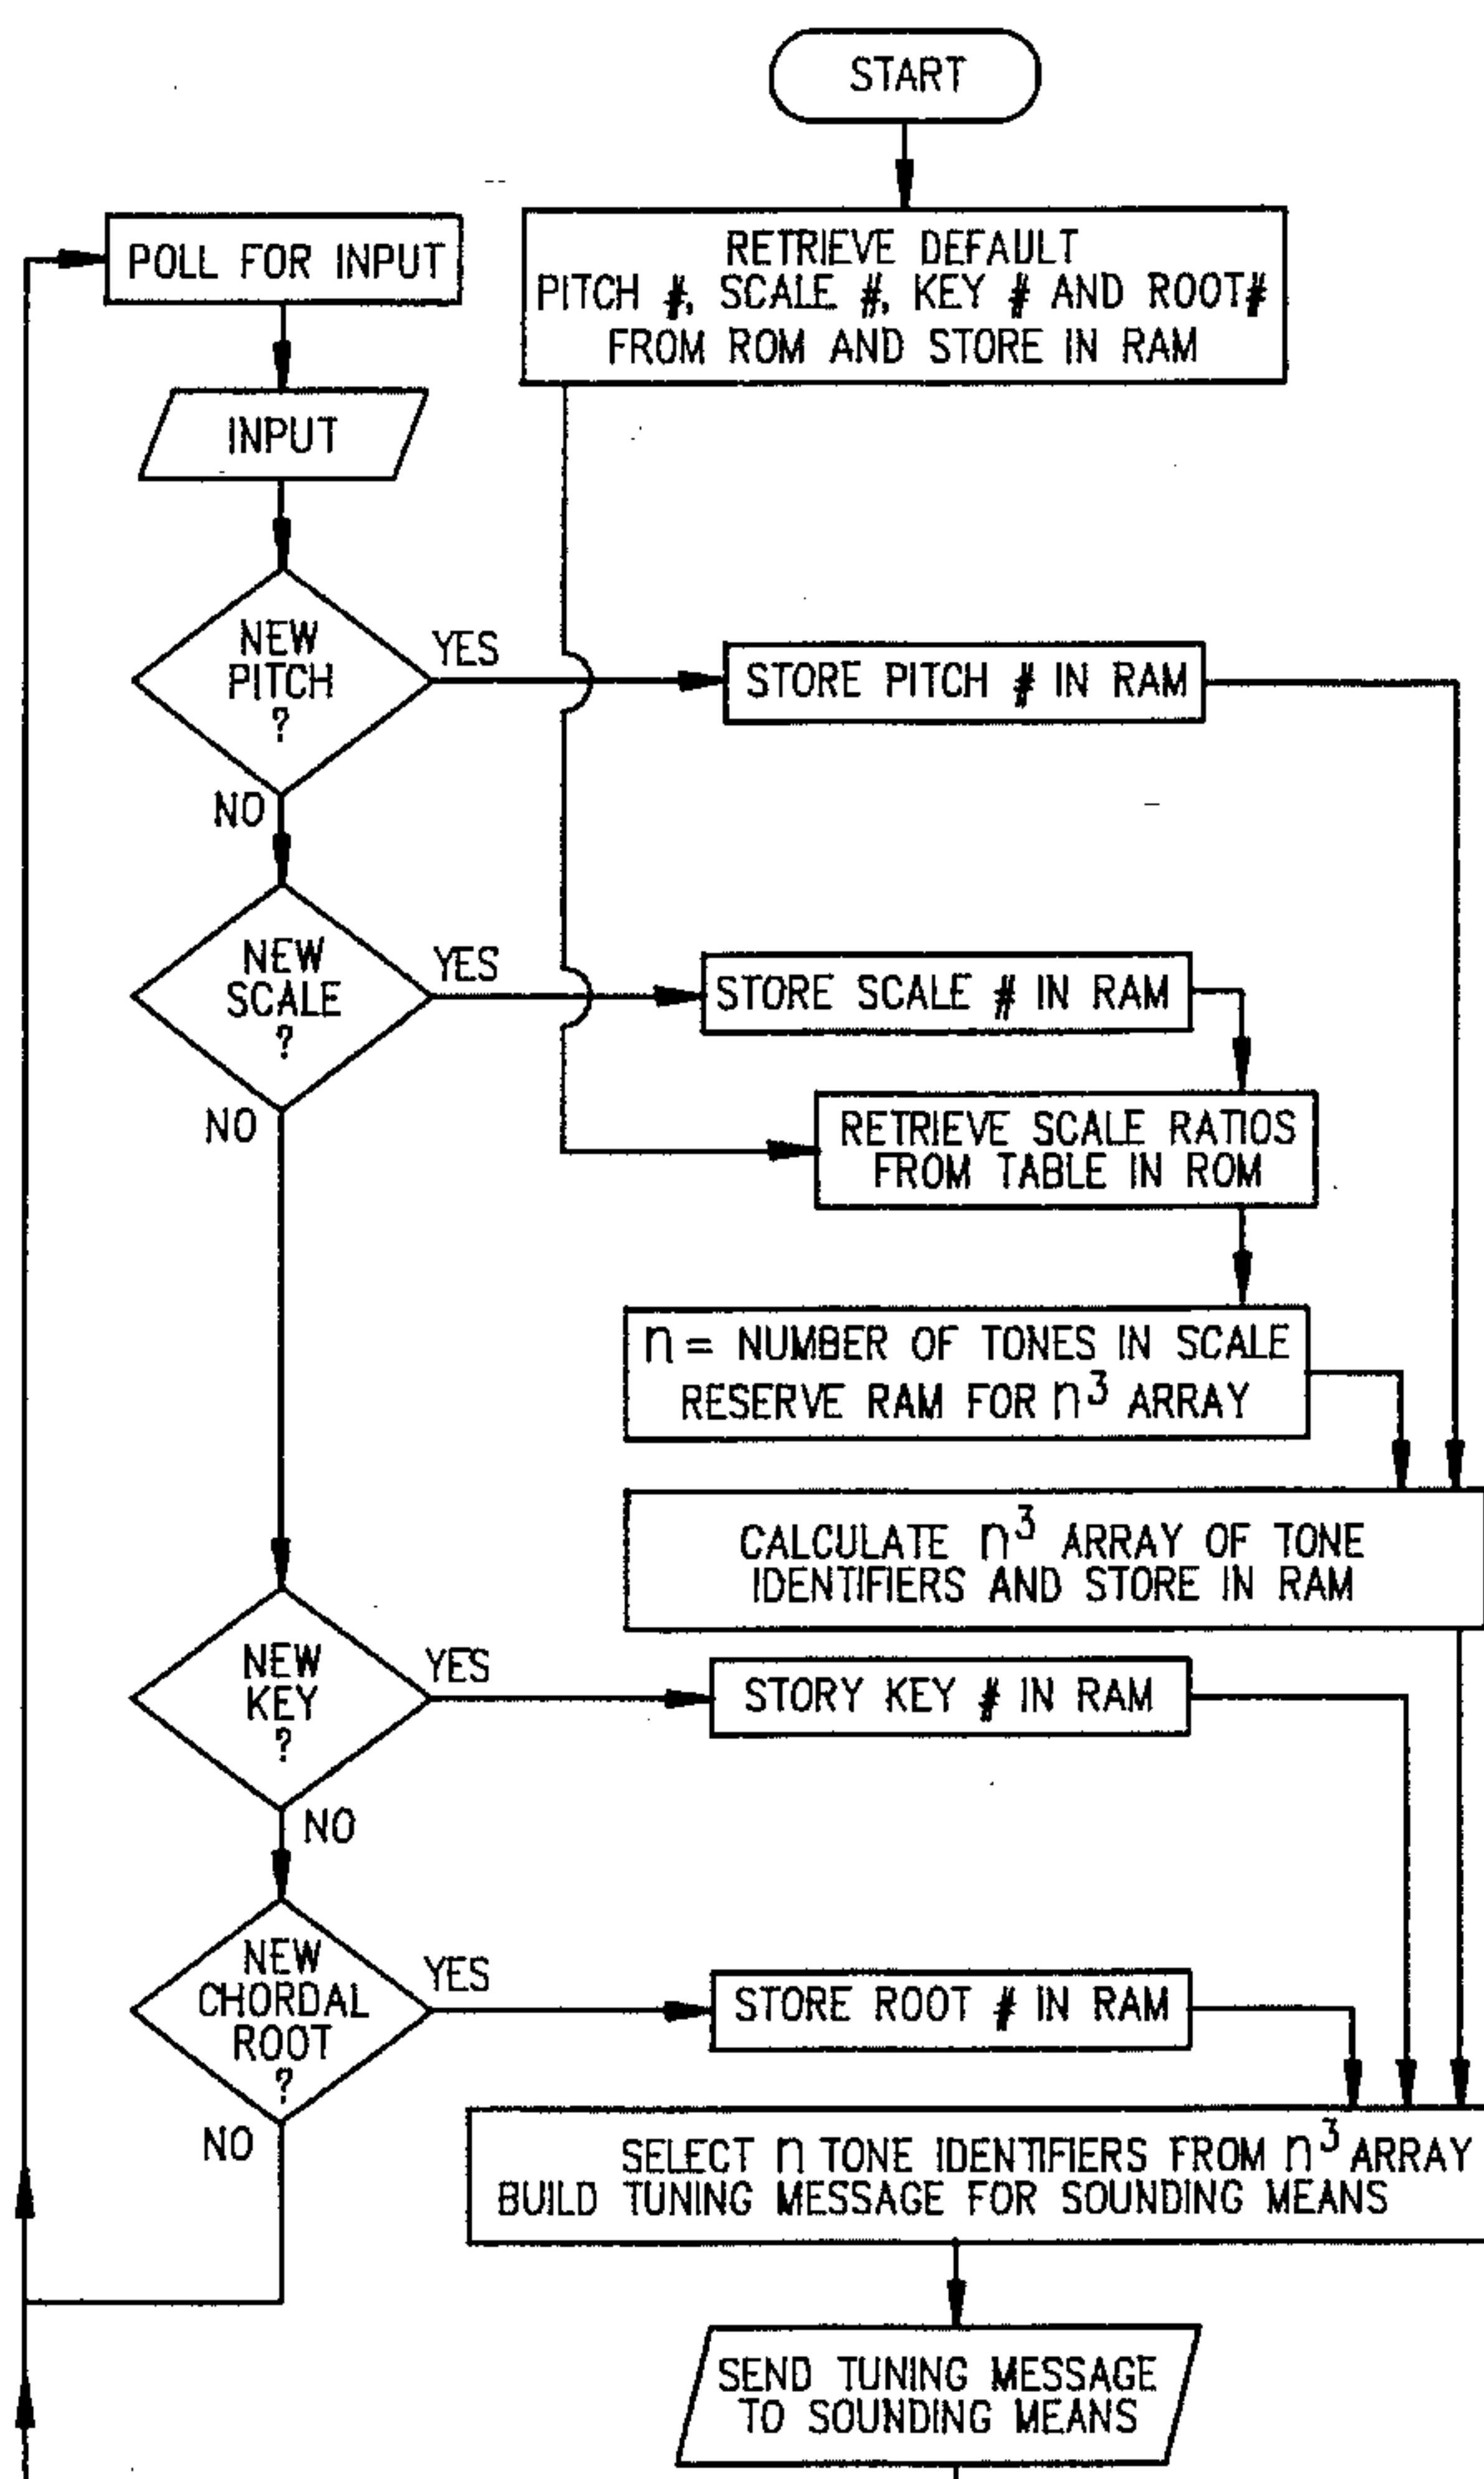 START
POLL FOR INPUT
RETRIEVE DEFAULT
PITCH #, SCALE #, KEY # AND ROOT#
FROM ROM AND STORE IN RAM
INPUT
NEW
PITCH
?
YES
STORE PITCH # IN RAM
NO
NEW
SCALE
?
YES
STORE SCALE # IN RAM
NO
RETRIEVE SCALE RATIOS
FROM TABLE IN ROM
n = NUMBER OF TONES IN SCALE
RESERVE RAM FOR n³ ARRAY
CALCULATE n³ ARRAY OF TONE
IDENTIFIERS AND STORE IN RAM
NEW
KEY
?
YES
STORY KEY # IN RAM
NO
NEW
CHORDAL
ROOT
?
YES
STORE ROOT # IN RAM
NO
SELECT n TONE IDENTIFIERS FROM n³ ARRAY
BUILD TUNING MESSAGE FOR SOUNDING MEANS
SEND TUNING MESSAGE
TO SOUNDING MEANS